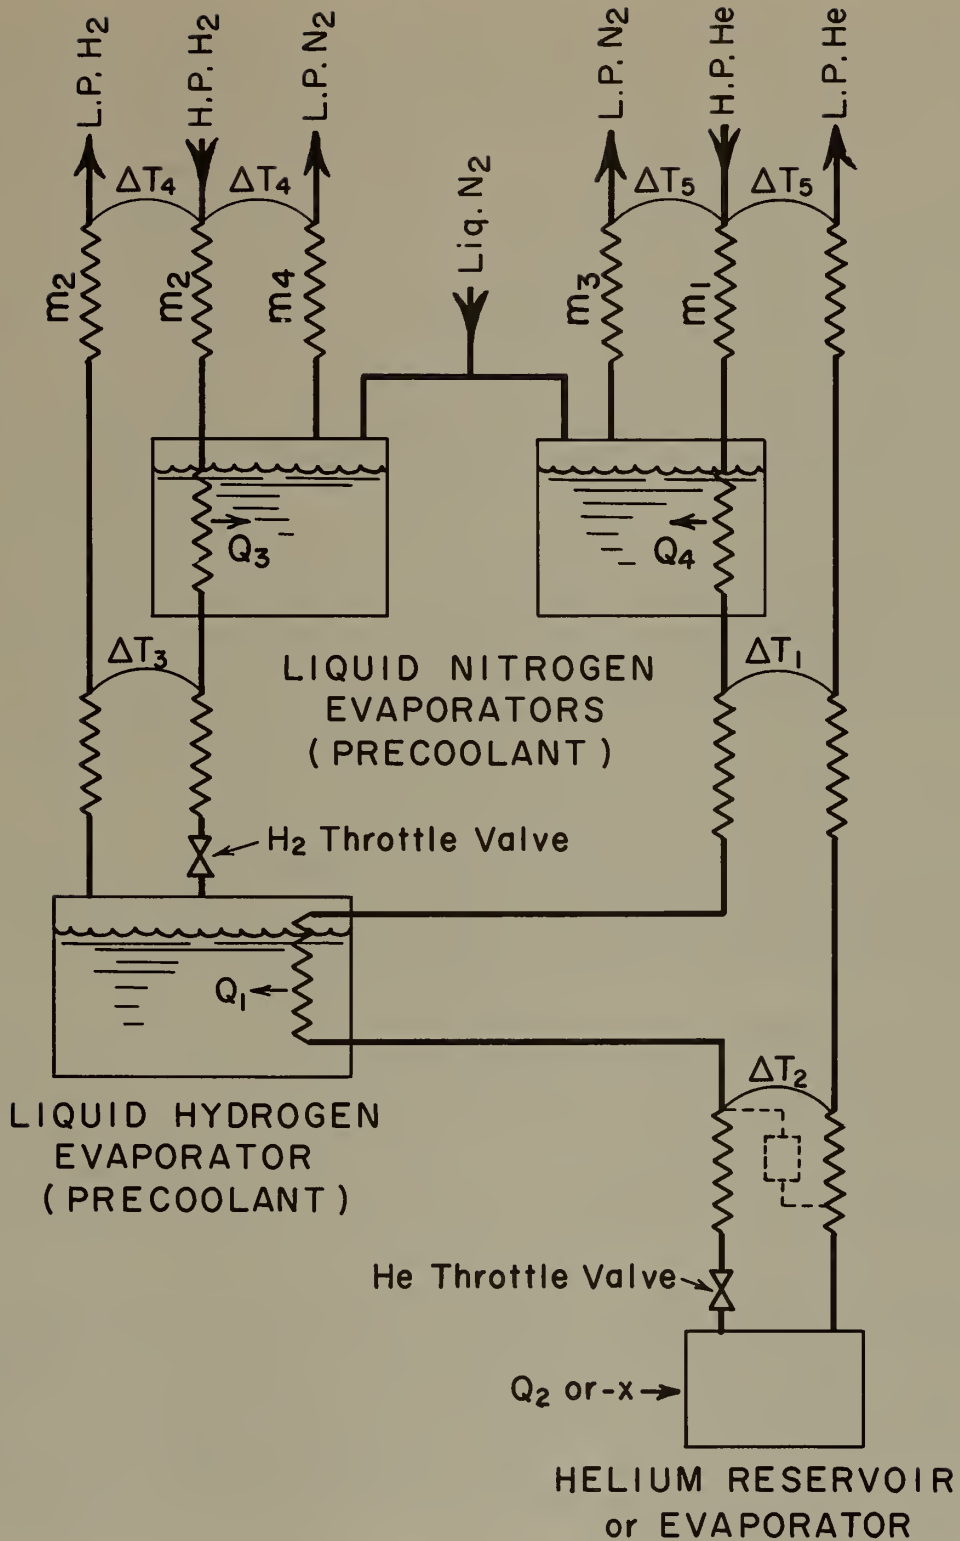 L.P. H2
H.P. H2
L.P. N2
Liq. N2
L.P. N2
H.P. He
L.P. He
ΔT4
ΔT4
ΔT5
ΔT5
m2
m2
m4
m3
m1
Q3
Q4
ΔT3
ΔT1
LIQUID NITROGEN
EVAPORATORS
(PRECOOLANT)
H2 Throttle Valve
Q1
ΔT2
LIQUID HYDROGEN
EVAPORATOR
(PRECOOLANT)
He Throttle Valve
Q2 or -x
HELIUM RESERVOIR
or EVAPORATOR